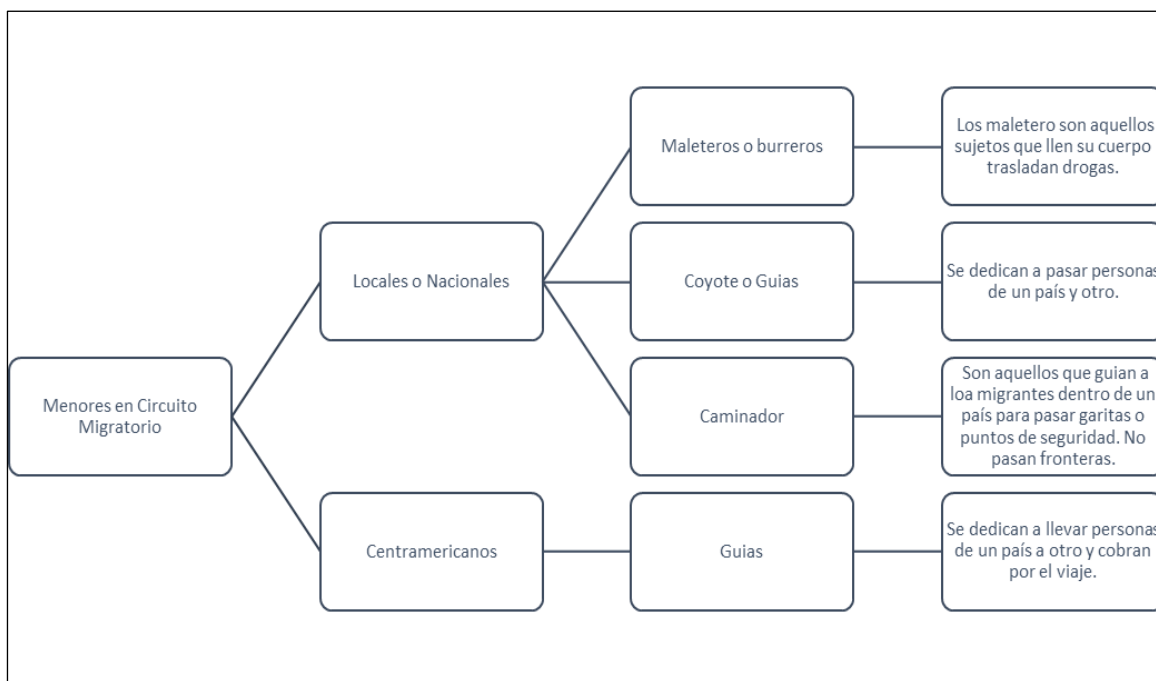 Maleteros o burreros
Los maletero son aquellos
sujetos que llen su cuerpo
trasladan drogas.
Locales o Nacionales
Coyote o Guias
Se dedican a pasar personas
de un país y otro.
Menores en Circuito
Migratorio
Caminador
Son aquellos que guian a
loa migrantes dentro de un
país para pasar garitas o
puntos de seguridad. No
pasan fronteras.
Centramericanos
Guias
Se dedican a llevar personas
de un país a otro y cobran
por el viaje.